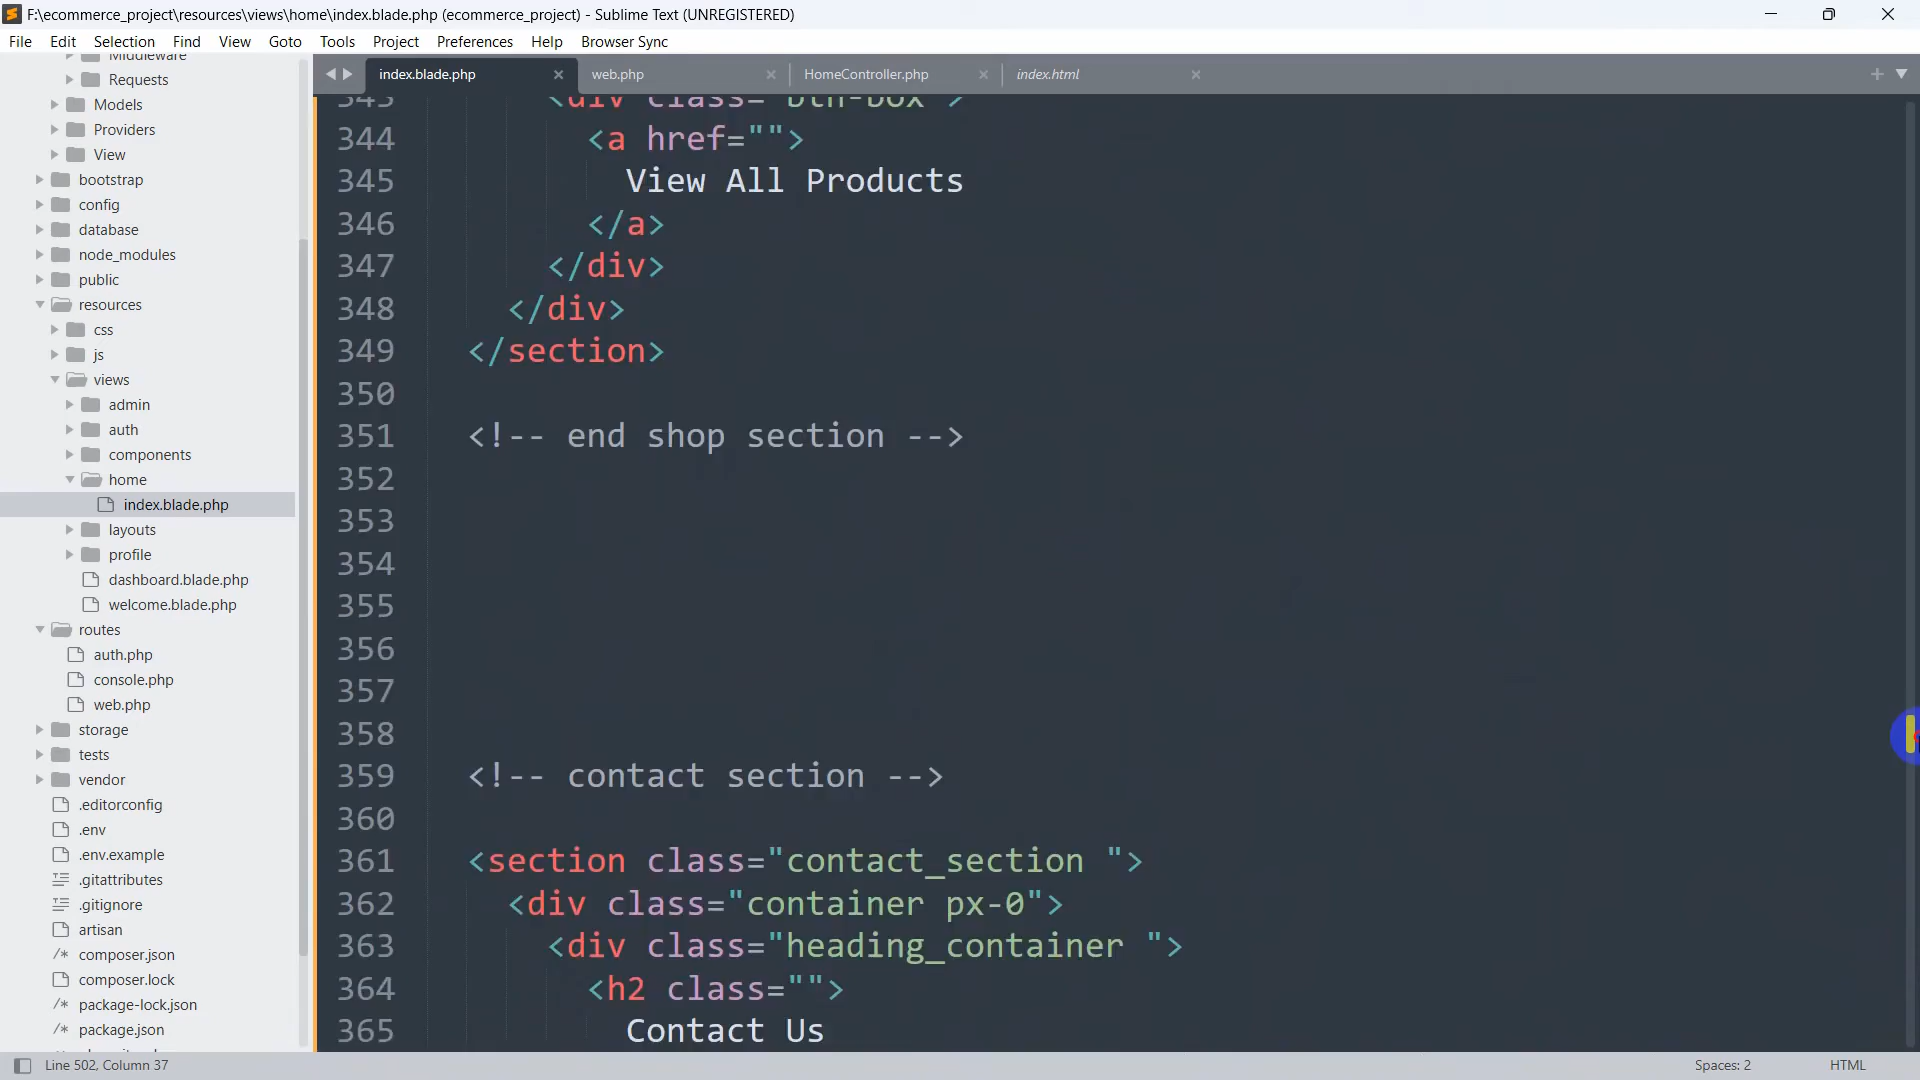 F:\ecommerce_project\resources\views\home\index.blade.php (ecommerce_project) - Sublime Text (UNREGISTERED)
File Edit Selection Find View Goto Tools Project Preferences Help Browser Sync
Middleware
Requests
Models
Providers
View
bootstrap
config
database
node_modules
public
resources
css
js
views
admin
auth
components
home
index.blade.php
layouts
profile
dashboard.blade.php
welcome.blade.php
routes
auth.php
console.php
web.php
storage
tests
vendor
.editorconfig
.env
.env.example
.gitattributes
.gitignore
artisan
composer.json
composer.lock
package-lock.json
package.json
index.blade.php web.php HomeController.php index.html
343 <div class="btn-box">
344 <a href="">
345 View All Products
346 </a>
347 </div>
348 </div>
349 </section>
350
351 <!-- end shop section -->
352
353
354
355
356
357
358
359 <!-- contact section -->
360
361 <section class="contact_section ">
362 <div class="container px-0">
363 <div class="heading_container ">
364 <h2 class="">
365 Contact Us
Line 502, Column 37 Spaces: 2 HTML